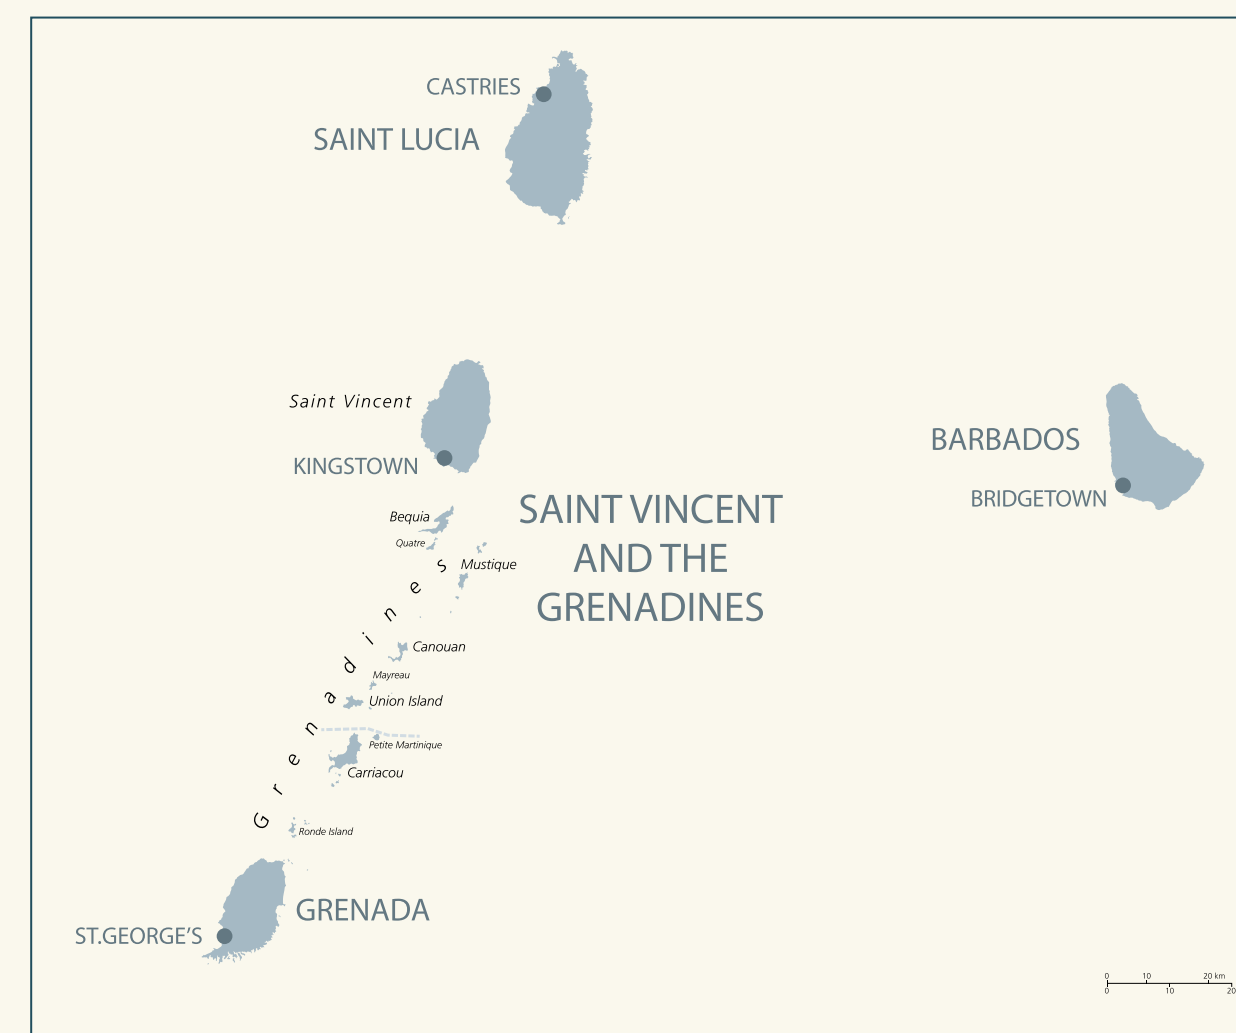 CASTRIES
SAINT LUCIA
Saint Vincent
KINGSTOWN
BARBADOS
BRIDGETOWN
SAINT VINCENT
AND THE
GRENADINES
Bequia
Quatre
Mustique
Grenadines
Canouan
Mayreau
Union Island
Petite Martinique
Carriacou
Ronde Island
GRENADA
ST.GEORGE'S
0 10 20 km
0 10 20